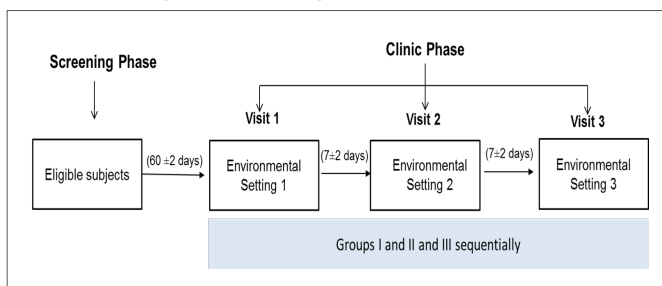 Clinic Phase
Screening Phase
Visit 1
Visit 2
Visit 3
Eligible subjects
(60 ±2 days)
Environmental
Setting 1
(7±2 days)
Environmental
Setting 2
(7±2 days)
Environmental
Setting 3
Groups I and II and III sequentially